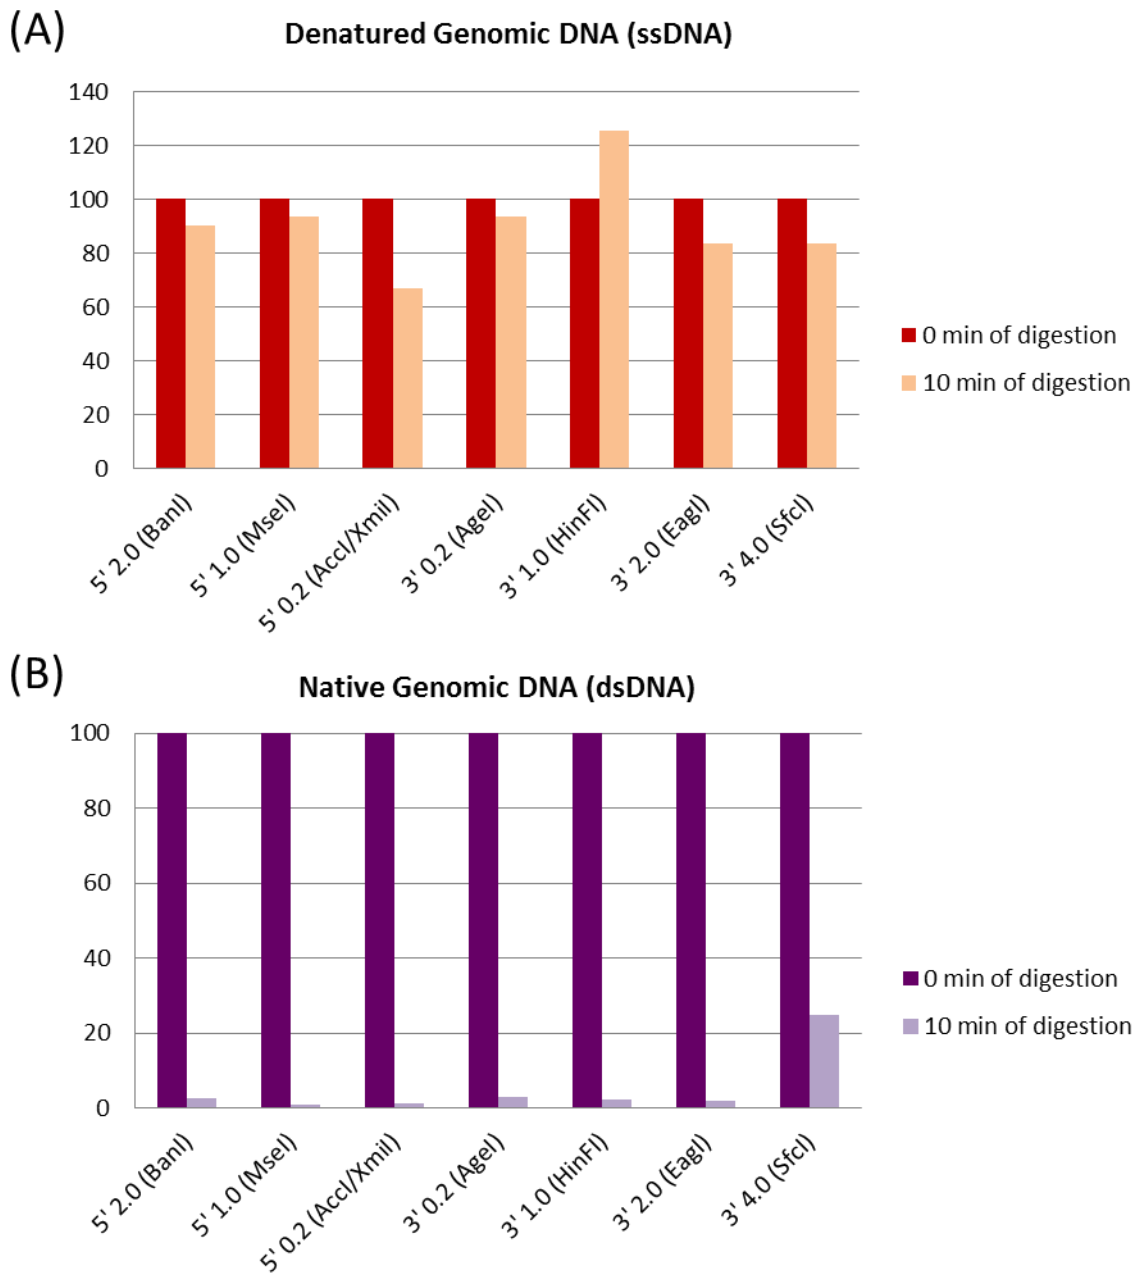 (A)
Denatured Genomic DNA (ssDNA)
140
120
100
80
60
40
20
0
5' 2.0 (BanI)
5' 1.0 (MseI)
5' 0.2 (AccI/XmiI)
3' 0.2 (AgeI)
3' 1.0 (HinFI)
3' 2.0 (EagI)
3' 4.0 (SfcI)
0 min of digestion
10 min of digestion
(B)
Native Genomic DNA (dsDNA)
100
80
60
40
20
0
5' 2.0 (BanI)
5' 1.0 (MseI)
5' 0.2 (AccI/XmiI)
3' 0.2 (AgeI)
3' 1.0 (HinFI)
3' 2.0 (EagI)
3' 4.0 (SfcI)
0 min of digestion
10 min of digestion